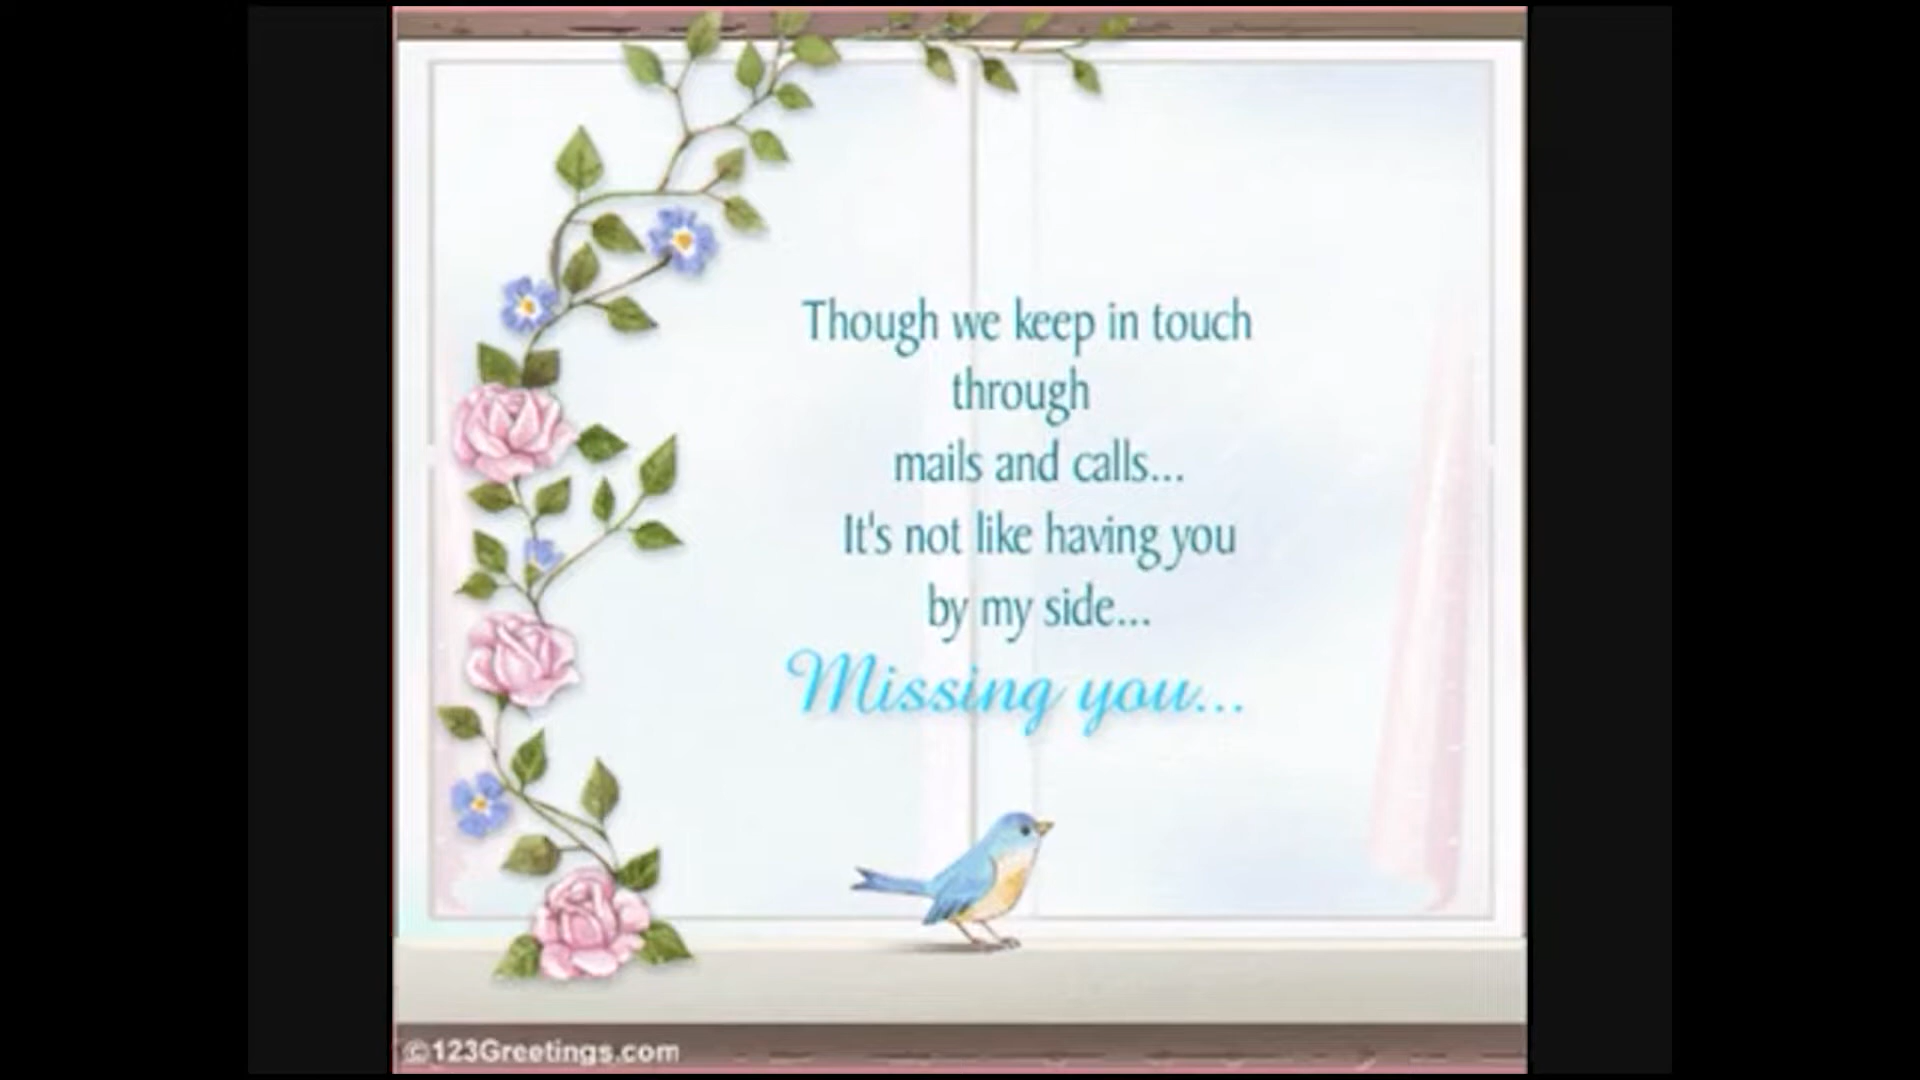 Though we keep in touch
through
mails and calls...
It's not like having you
by my side...
Missing you...
©123Greetings.com